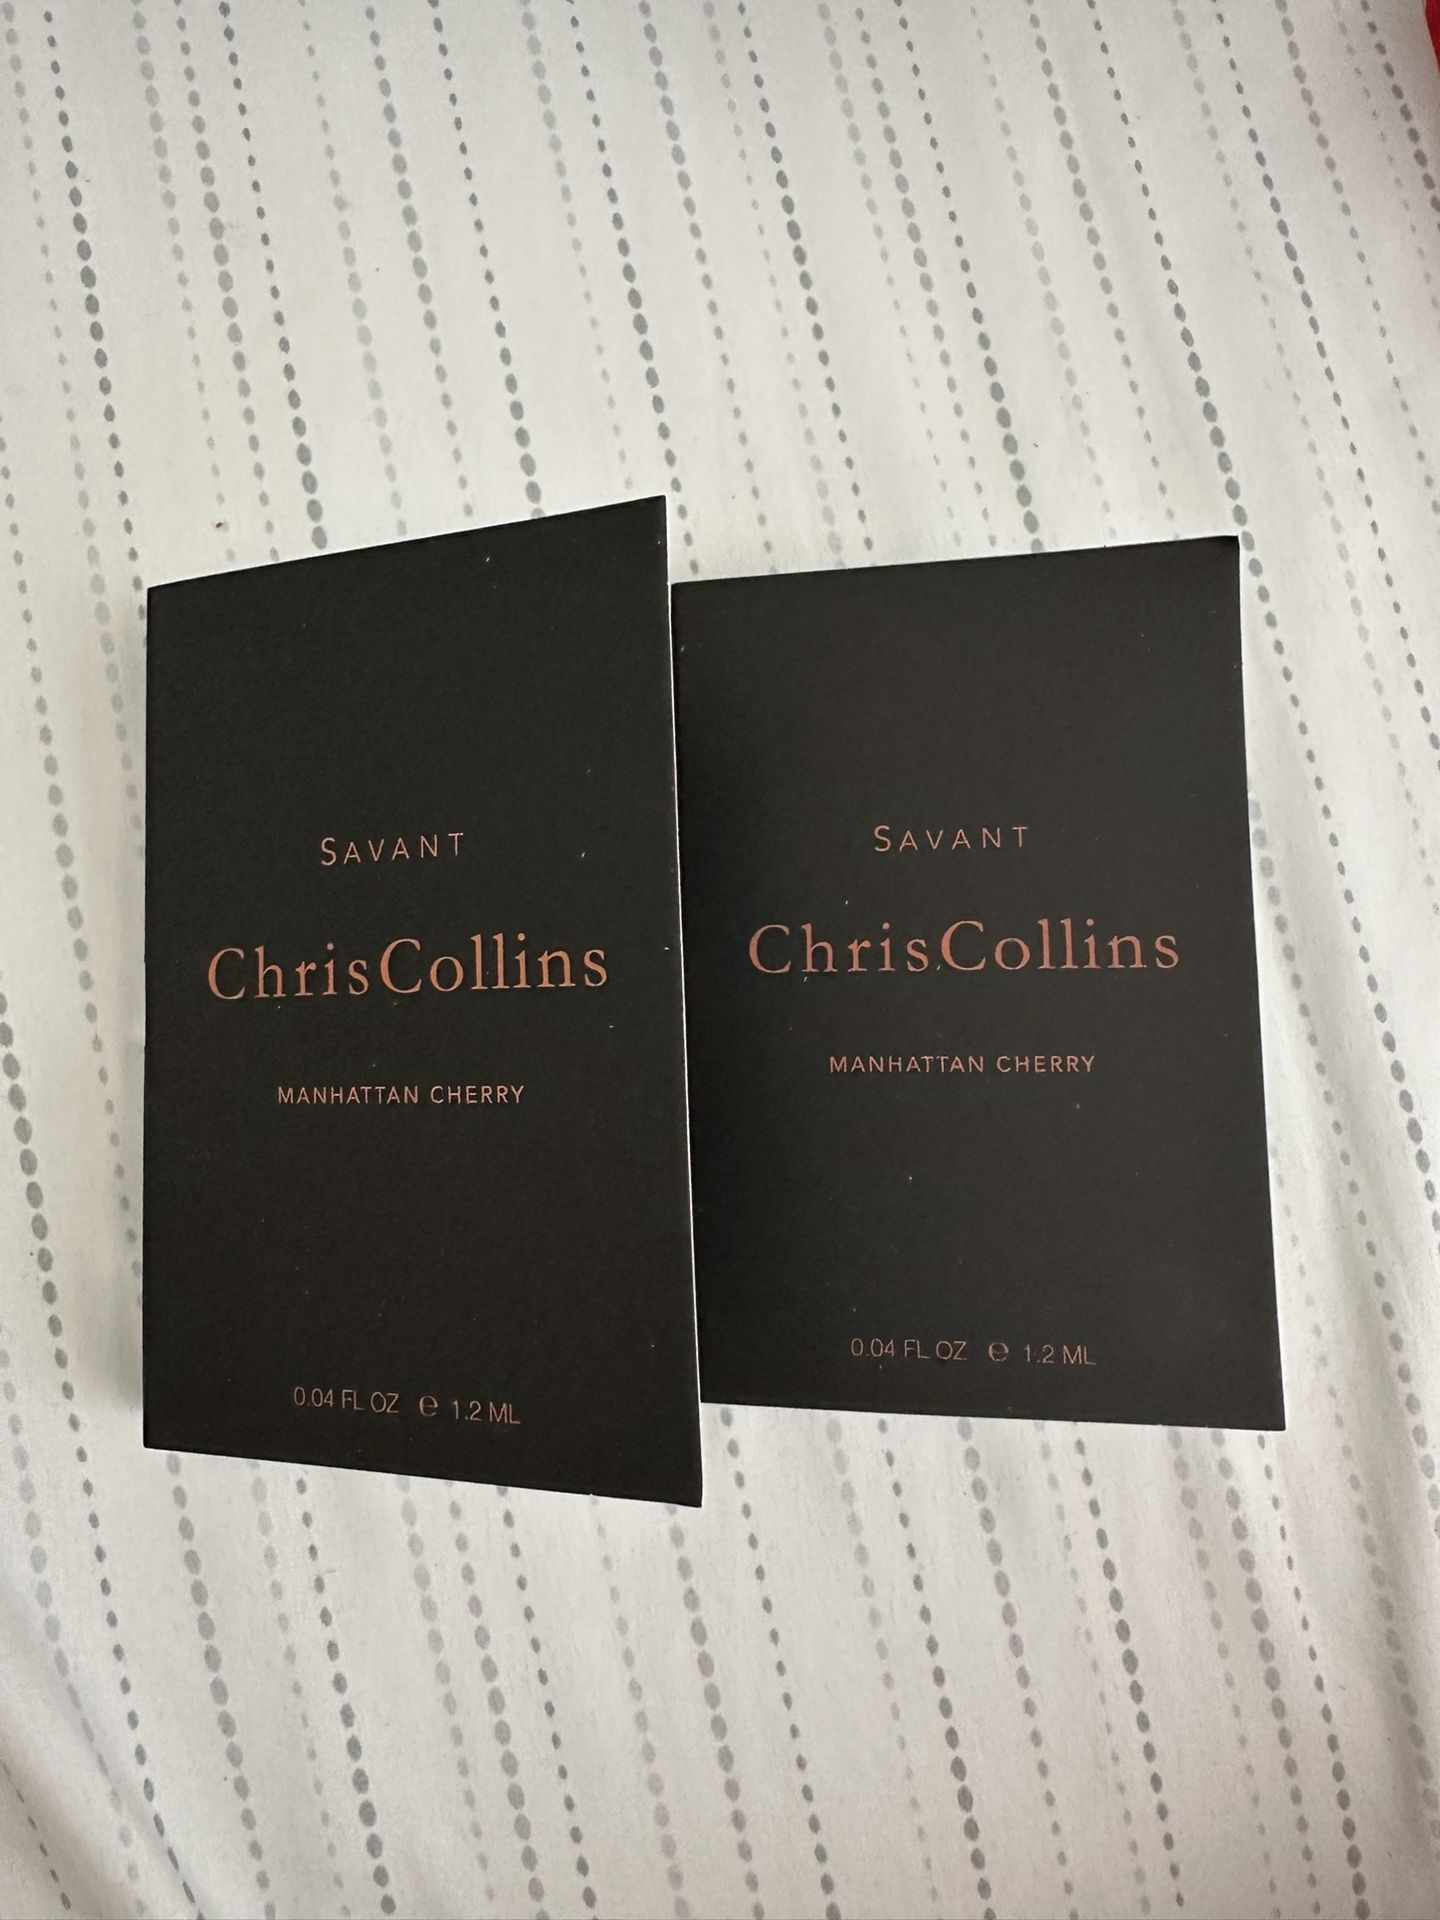 SAVANT
ChrisCollins
MANHATTAN CHERRY
0.04 FL OZ ℮ 1.2 ML
SAVANT
ChrisCollins
MANHATTAN CHERRY
0.04 FL OZ ℮ 1.2 ML